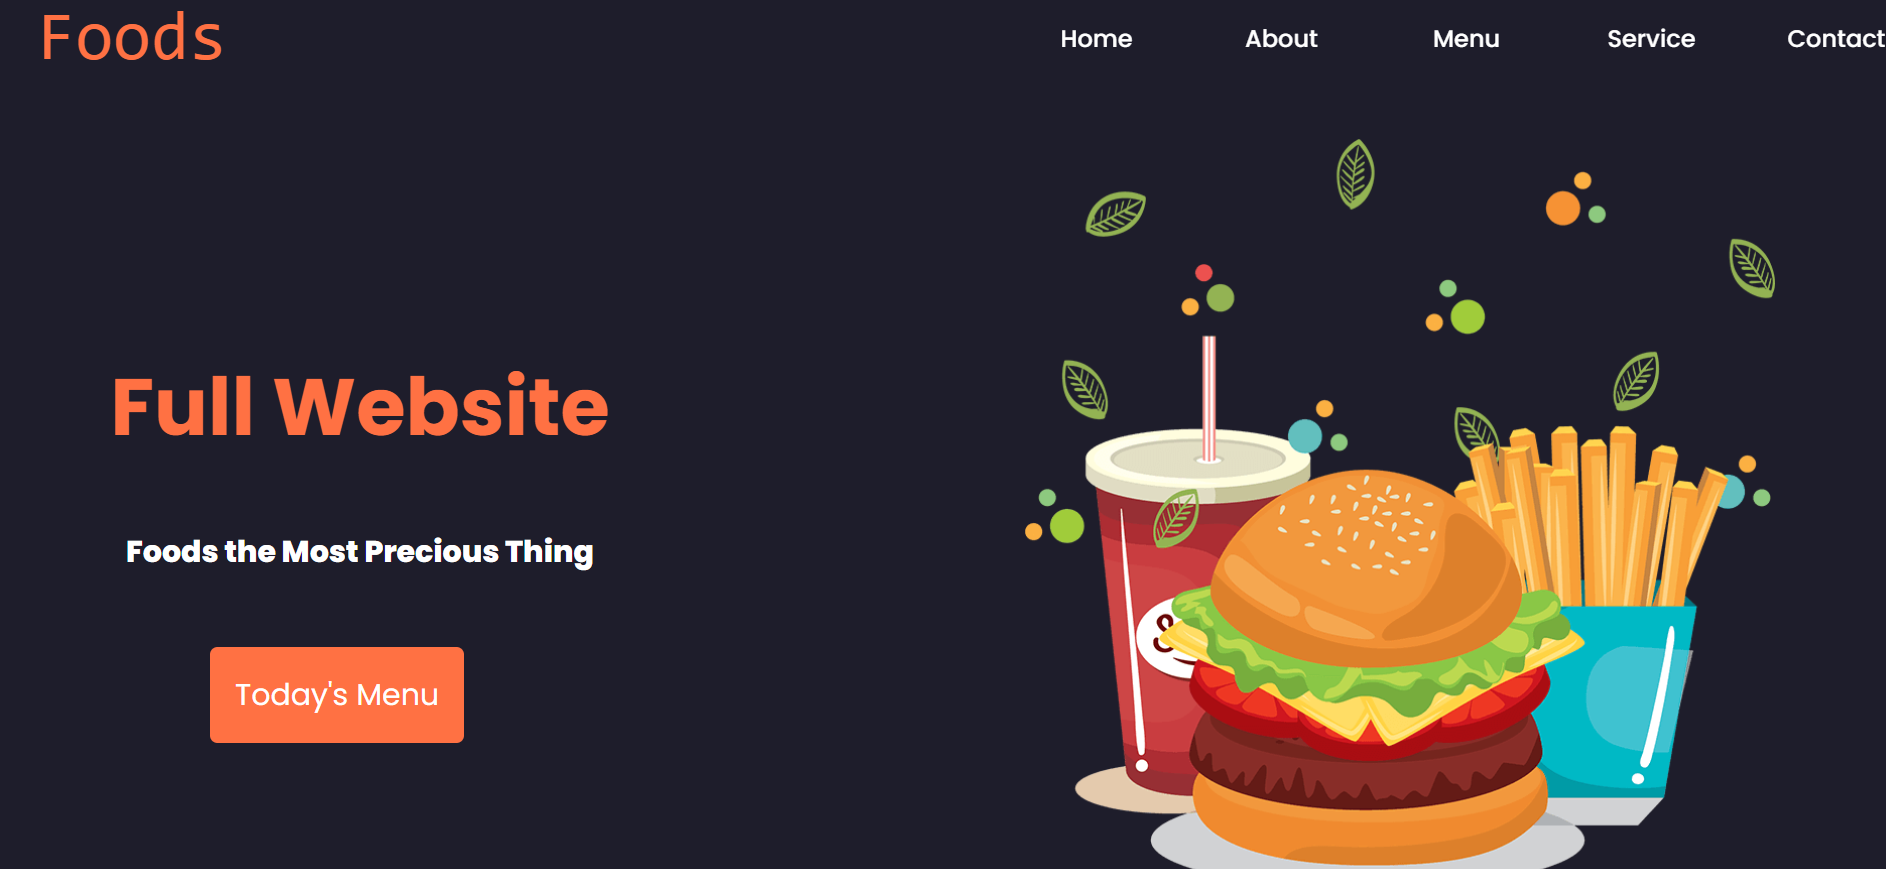 Foods
Home About Menu Service Contact
Full Website
Foods the Most Precious Thing
Today's Menu